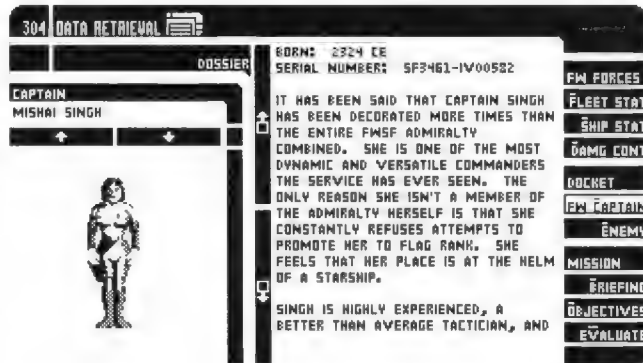 304 DATA RETRIEVAL
DOSSIER
CAPTAIN
MISHAI SINGH
BORN: 2324 CE
SERIAL NUMBER: SF3461-IV00582
IT HAS BEEN SAID THAT CAPTAIN SINGH
HAS BEEN DECORATED MORE TIMES THAN
THE ENTIRE FWSF ADMIRALTY
COMBINED. SHE IS ONE OF THE MOST
DYNAMIC AND VERSATILE COMMANDERS
THE SERVICE HAS EVER SEEN. THE
ONLY REASON SHE ISN'T A MEMBER OF
THE ADMIRALTY HERSELF IS THAT SHE
CONSTANTLY REFUSES ATTEMPTS TO
PROMOTE HER TO FLAG RANK. SHE
FEELS THAT HER PLACE IS AT THE HELM
OF A STARSHIP.
SINGH IS HIGHLY EXPERIENCED, A
BETTER THAN AVERAGE TACTICIAN, AND
FW FORCES
FLEET STAT
SHIP STAT
DAMG CONT
DOCKET
FW CAPTAIN
ENEMY
MISSION
BRIEFING
OBJECTIVES
EVALUATE